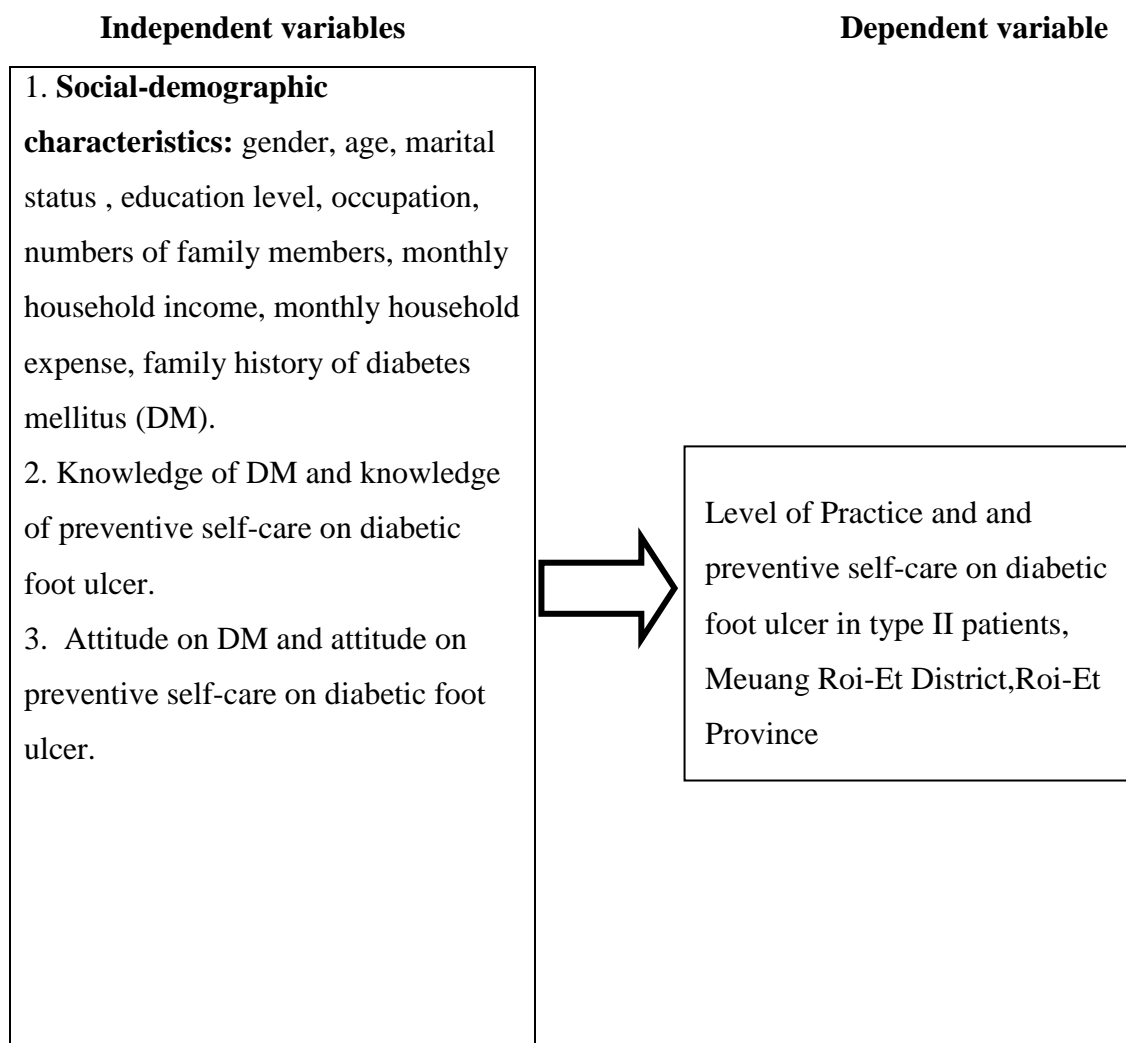 Independent variables
Dependent variable
1. Social-demographic
characteristics: gender, age, marital
status , education level, occupation,
numbers of family members, monthly
household income, monthly household
expense, family history of diabetes
mellitus (DM).
2. Knowledge of DM and knowledge
of preventive self-care on diabetic
foot ulcer.
3.  Attitude on DM and attitude on
preventive self-care on diabetic foot
ulcer.
Level of Practice and and
preventive self-care on diabetic
foot ulcer in type II patients,
Meuang Roi-Et District,Roi-Et
Province